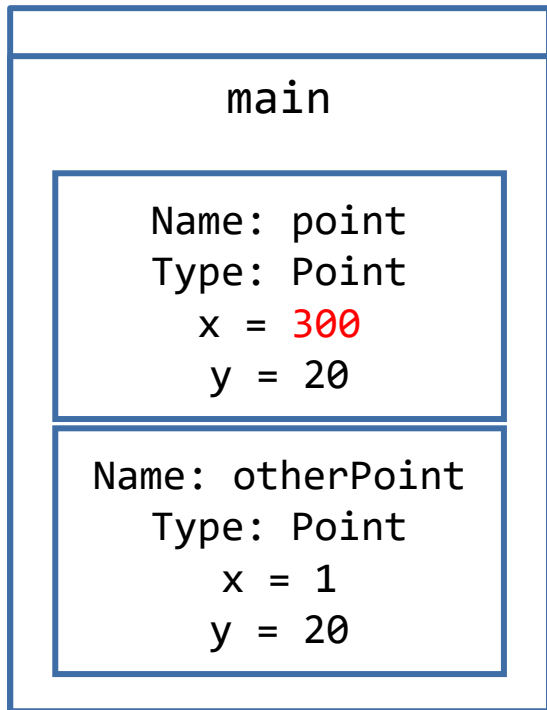 main
Name: point
Type: Point
x = 300
y = 20
Name: otherPoint
Type: Point
x = 1
y = 20